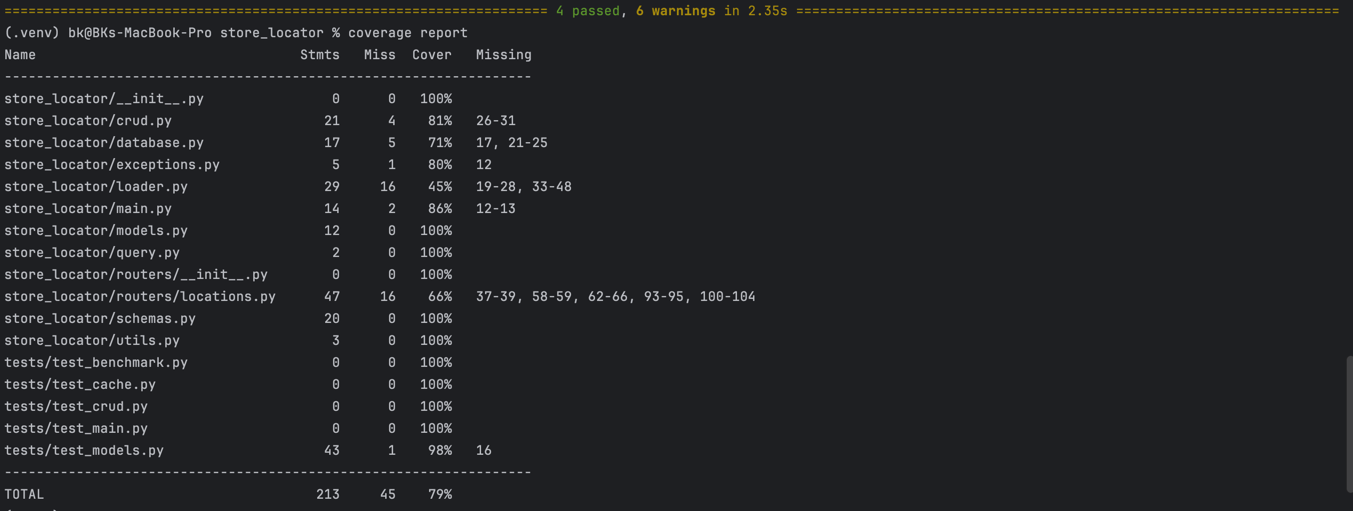 ==================================================================== 4 passed, 6 warnings in 2.35s ====================================================================
(.venv) bk@BKs-MacBook-Pro store_locator % coverage report
Name                                 Stmts   Miss  Cover   Missing
------------------------------------------------------------------
store_locator/__init__.py                0      0   100%
store_locator/crud.py                   21      4    81%   26-31
store_locator/database.py               17      5    71%   17, 21-25
store_locator/exceptions.py              5      1    80%   12
store_locator/loader.py                 29     16    45%   19-28, 33-48
store_locator/main.py                   14      2    86%   12-13
store_locator/models.py                 12      0   100%
store_locator/query.py                   2      0   100%
store_locator/routers/__init__.py        0      0   100%
store_locator/routers/locations.py      47     16    66%   37-39, 58-59, 62-66, 93-95, 100-104
store_locator/schemas.py                20      0   100%
store_locator/utils.py                   3      0   100%
tests/test_benchmark.py                  0      0   100%
tests/test_cache.py                      0      0   100%
tests/test_crud.py                       0      0   100%
tests/test_main.py                       0      0   100%
tests/test_models.py                    43      1    98%   16
------------------------------------------------------------------
TOTAL                                  213     45    79%